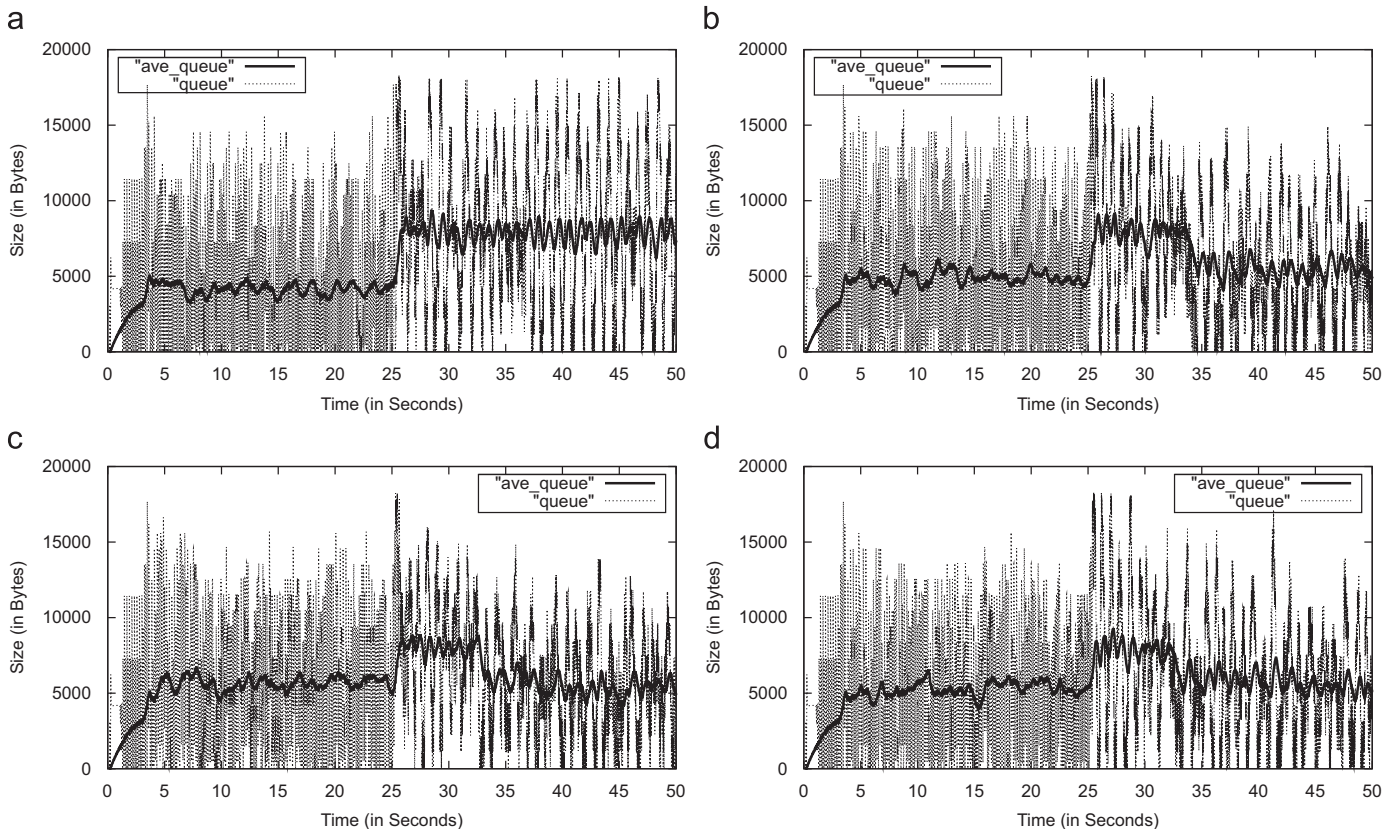 a
20000
15000
10000
5000
0
Size (in Bytes)
"ave_queue"
"queue"
0 5 10 15 20 25 30 35 40 45 50
Time (in Seconds)
b
20000
15000
10000
5000
0
Size (in Bytes)
"ave_queue"
"queue"
0 5 10 15 20 25 30 35 40 45 50
Time (in Seconds)
c
20000
15000
10000
5000
0
Size (in Bytes)
"ave_queue"
"queue"
0 5 10 15 20 25 30 35 40 45 50
Time (in Seconds)
d
20000
15000
10000
5000
0
Size (in Bytes)
"ave_queue"
"queue"
0 5 10 15 20 25 30 35 40 45 50
Time (in Seconds)